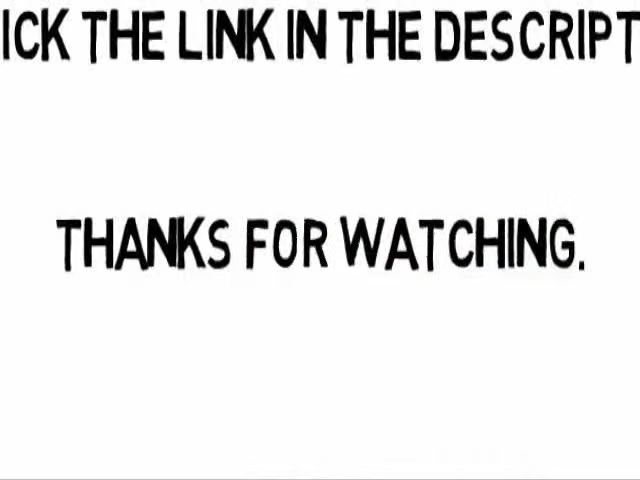 ICK THE LINK IN THE DESCRIPT
THANKS FOR WATCHING.